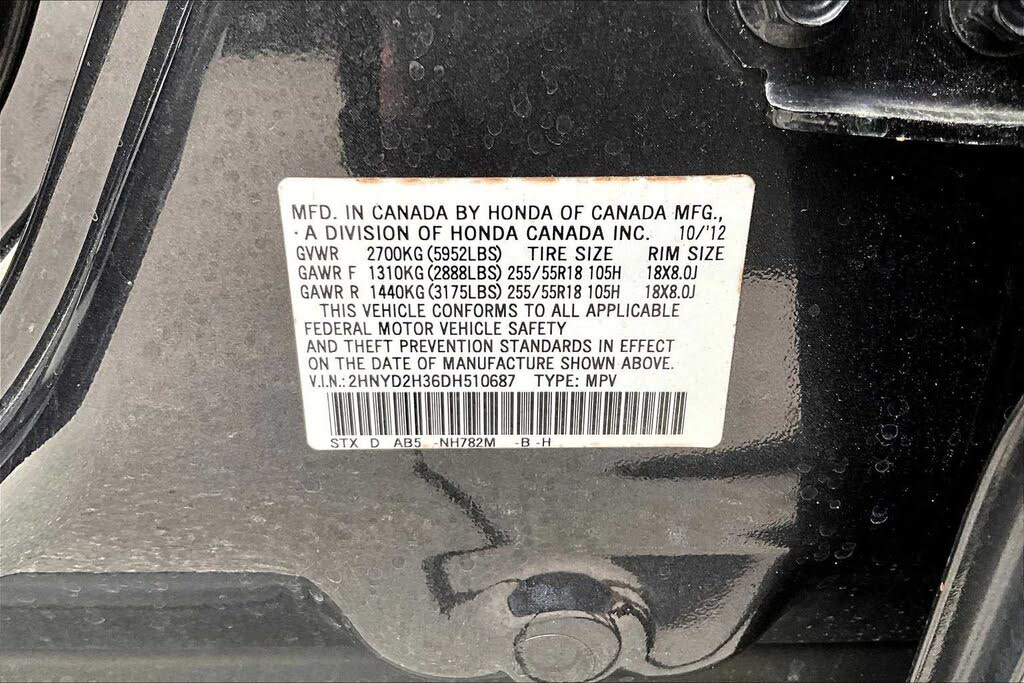 MFD. IN CANADA BY HONDA OF CANADA MFG.,
A DIVISION OF HONDA CANADA INC. 10/'12
GVWR 2700KG (5952LBS) TIRE SIZE RIM SIZE
GAWR F 1310KG (2888LBS) 255/55R18 105H 18X8.0J
GAWR R 1440KG (3175LBS) 255/55R18 105H 18X8.0J
THIS VEHICLE CONFORMS TO ALL APPLICABLE
FEDERAL MOTOR VEHICLE SAFETY
AND THEFT PREVENTION STANDARDS IN EFFECT
ON THE DATE OF MANUFACTURE SHOWN ABOVE.
V.I.N.:2HNYD2H36DH510687 TYPE: MPV
STX D AB5 -NH782M -B -H